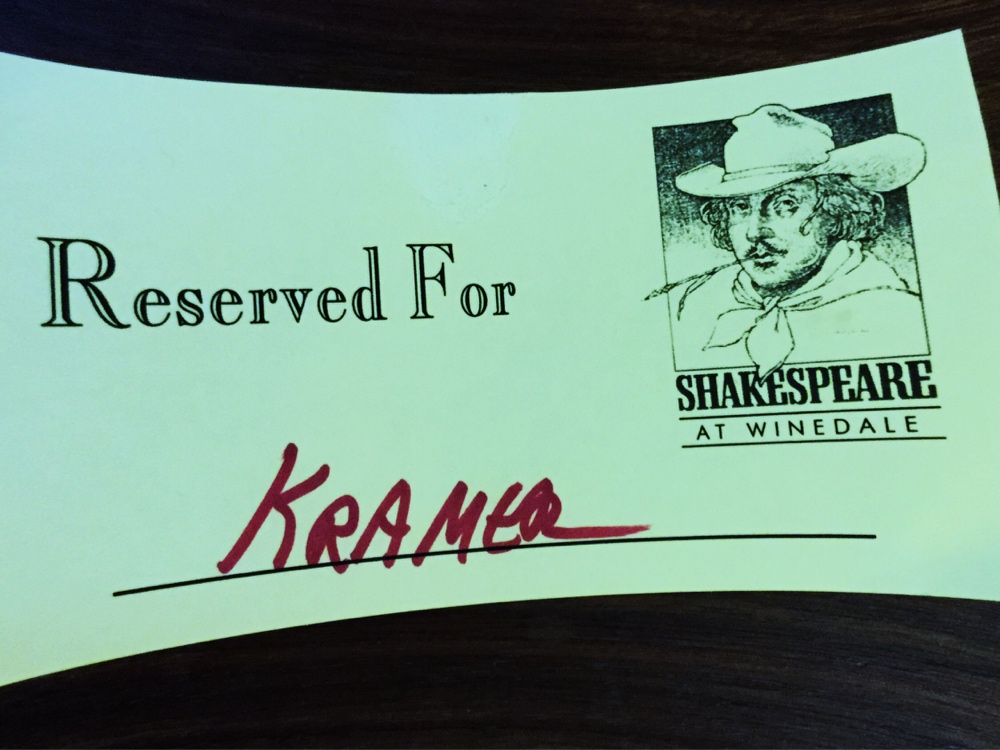 Reserved For
SHAKESPEARE
AT WINEDALE
KRAMER